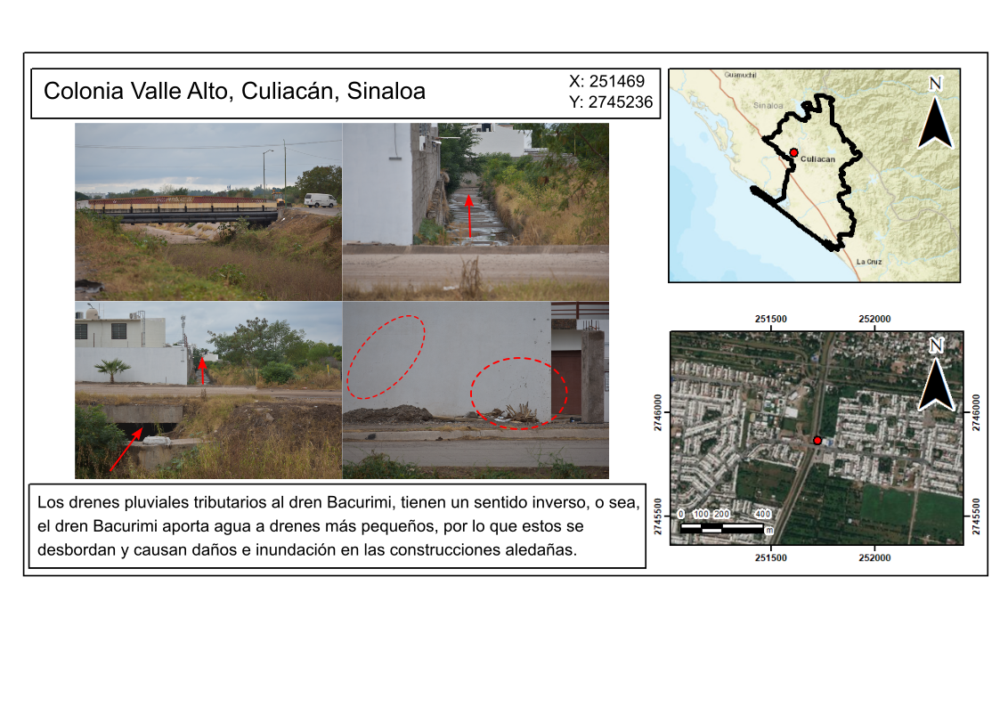 Colonia Valle Alto, Culiacán, Sinaloa
X: 251469
Y: 2745236
Guamuchil
Sinaloa
Culiacan
La Cruz
N
Los drenes pluviales tributarios al dren Bacurimi, tienen un sentido inverso, o sea,
el dren Bacurimi aporta agua a drenes más pequeños, por lo que estos se
desbordan y causan daños e inundación en las construcciones aledañas.
251500 252000
N
2746000 2746000
2745500 2745500
0 100 200 400
m
251500 252000